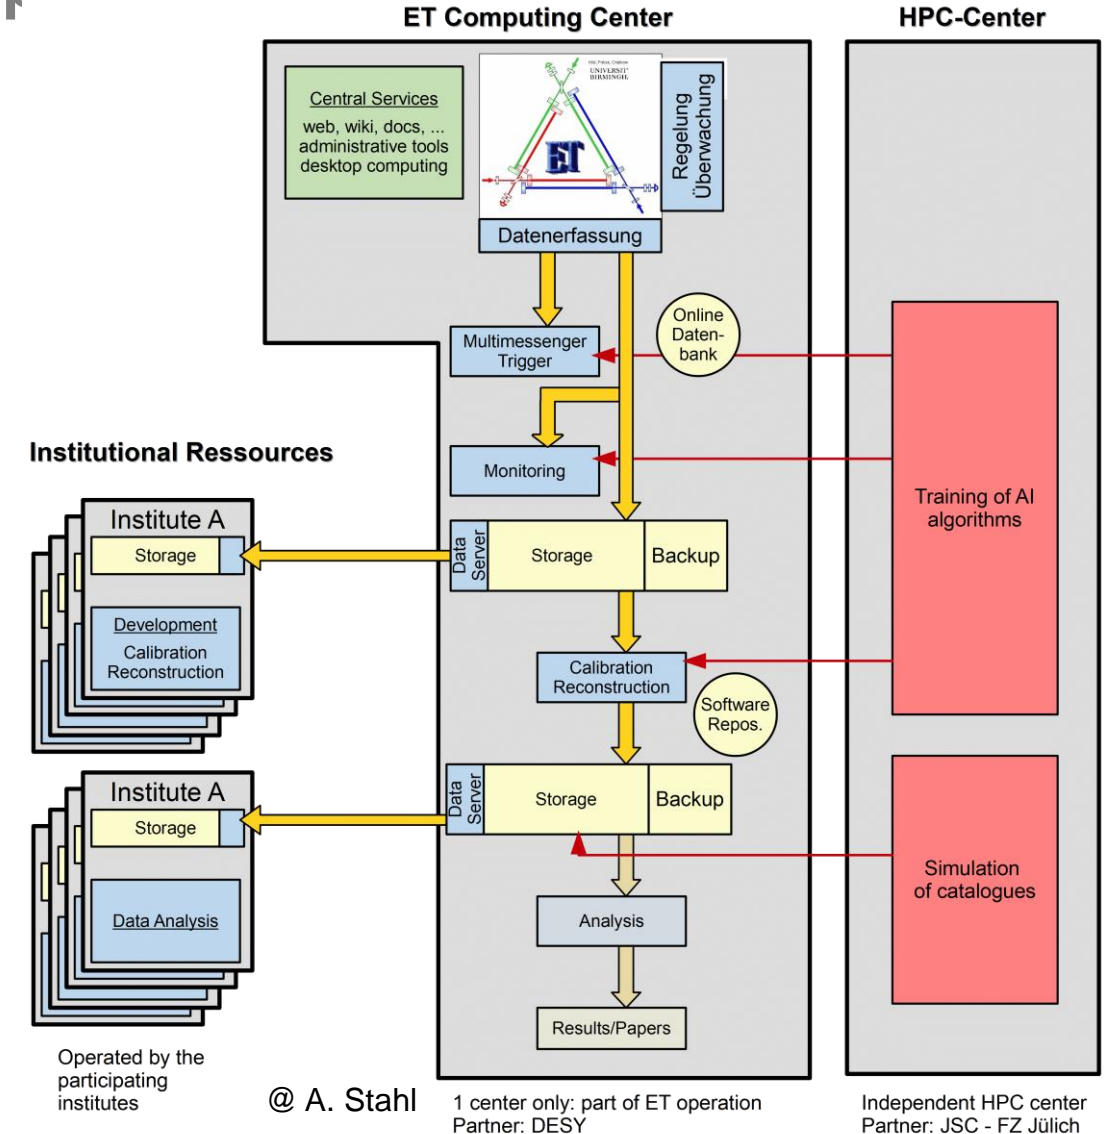 ET Computing Center
HPC-Center
Central Services
web, wiki, docs, ...
administrative tools
desktop computing
UNIVERSIT
BIRMINGH
ET
Regelung
Überwachung
Datenerfassung
Multimessenger
Trigger
Online
Daten-
bank
Monitoring
Training of AI
algorithms
Institutional Ressources
Institute A
Storage
Development
Calibration
Reconstruction
Data
Server
Storage
Backup
Calibration
Reconstruction
Software
Repos.
Institute A
Storage
Data Analysis
Data
Server
Storage
Backup
Simulation
of catalogues
Analysis
Results/Papers
Operated by the
participating
institutes
@ A. Stahl
1 center only: part of ET operation
Partner: DESY
Independent HPC center
Partner: JSC - FZ Jülich